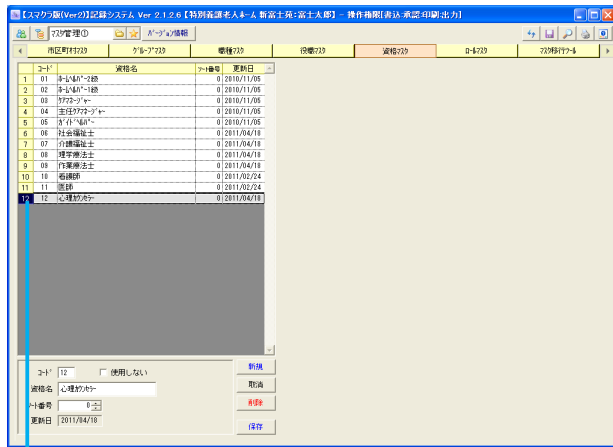 【スマクラ版(Ver2)】記録システム Ver 2.1.2.6 【特別養護老人ホーム 新富士苑:富士太郎】 - 操作権限[書込:承認:印刷:出力]
ﾏｽﾀ管理① ﾊﾞｰｼﾞｮﾝ情報
市区町村ﾏｽﾀ ｸﾞﾙｰﾌﾟﾏｽﾀ 職種ﾏｽﾀ 役職ﾏｽﾀ 資格ﾏｽﾀ ﾛｰﾙﾏｽﾀ ﾏｽﾀ移行ﾂｰﾙ
ｺｰﾄﾞ 資格名 ｿｰﾄ番号 更新日
1 01 ﾎｰﾑﾍﾙﾊﾟｰ2級 0 2010/11/05
2 02 ﾎｰﾑﾍﾙﾊﾟｰ1級 0 2010/11/05
3 03 ｹｱﾏﾈｰｼﾞｬｰ 0 2010/11/05
4 04 主任ｹｱﾏﾈｰｼﾞｬｰ 0 2010/11/05
5 05 ｶﾞｲﾄﾞﾍﾙﾊﾟｰ 0 2010/11/05
6 06 社会福祉士 0 2011/04/18
7 07 介護福祉士 0 2011/04/18
8 08 理学療法士 0 2011/04/18
9 09 作業療法士 0 2011/04/18
10 10 看護師 0 2011/02/24
11 11 医師 0 2011/02/24
12 12 心理ｶｳﾝｾﾗｰ 0 2011/04/18
ｺｰﾄﾞ 12 使用しない 新規
資格名 心理ｶｳﾝｾﾗｰ 取消
ｿｰﾄ番号 0 削除
更新日 2011/04/18 保存